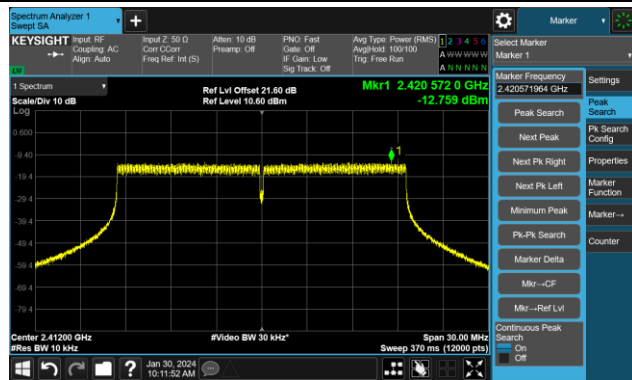 Spectrum Analyzer 1
Swept SA
Marker
KEYSIGHT
Input: RF
Coupling: AC
Align: Auto
Input Z: 50 Ω
Corr CCorr
Freq Ref: Int (S)
Atten: 10 dB
Preamp: Off
PNO: Fast
Gate: Off
IF Gain: Low
Sig Track: Off
Avg Type: Power (RMS)
Avg|Hold: 100/100
Trig: Free Run
1 2 3 4 5 6
A W W W W W
A N N N N N
LV
Select Marker
Marker 1
1 Spectrum
Scale/Div 10 dB
Log
Ref Lvl Offset 21.60 dB
Ref Level 10.60 dBm
Mkr1 2.420 572 0 GHz
-12.759 dBm
0.600
-9.40
-19.4
-29.4
-39.4
-49.4
-59.4
-69.4
-79.4
1
Center 2.41200 GHz
#Res BW 10 kHz
#Video BW 30 kHz*
Span 30.00 MHz
Sweep 370 ms (12000 pts)
Marker Frequency
2.420571964 GHz
Peak Search
Next Peak
Next Pk Right
Next Pk Left
Minimum Peak
Pk-Pk Search
Marker Delta
Mkr→CF
Mkr→Ref Lvl
Continuous Peak
Search
On
Off
Settings
Peak
Search
Pk Search
Config
Properties
Marker
Function
Marker→
Counter
?
Jan 30, 2024
10:11:52 AM